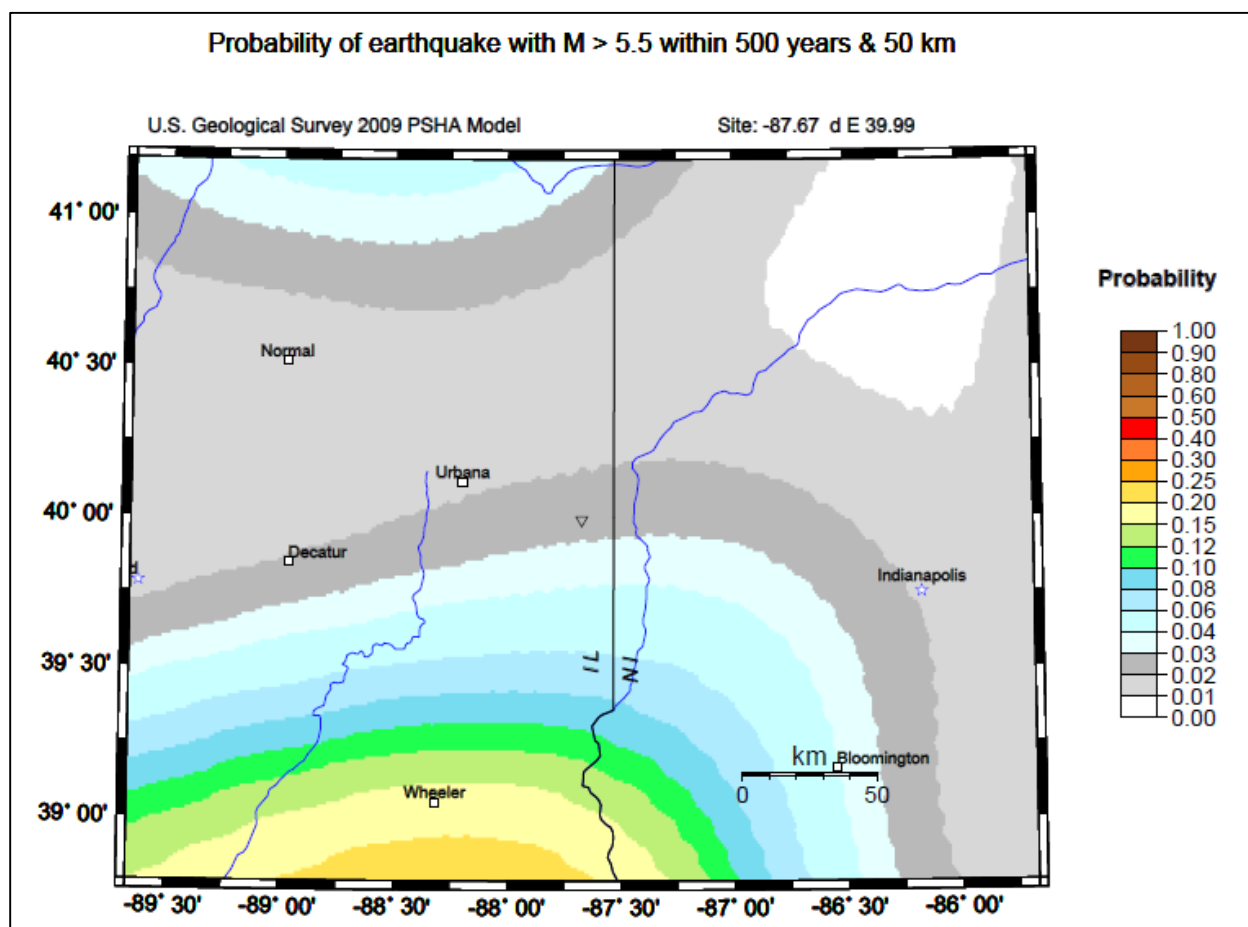 Probability of earthquake with M > 5.5 within 500 years & 50 km
U.S. Geological Survey 2009 PSHA Model Site: -87.67 d E 39.99
41° 00'
40° 30'
40° 00'
39° 30'
39° 00'
Normal
Urbana
Decatur
d
Indianapolis
IL
IN
km
Bloomington
0 50
Wheeler
-89° 30' -89° 00' -88° 30' -88° 00' -87° 30' -87° 00' -86° 30' -86° 00'
Probability
1.00
0.90
0.80
0.60
0.50
0.40
0.30
0.25
0.20
0.15
0.12
0.10
0.08
0.06
0.04
0.03
0.02
0.01
0.00